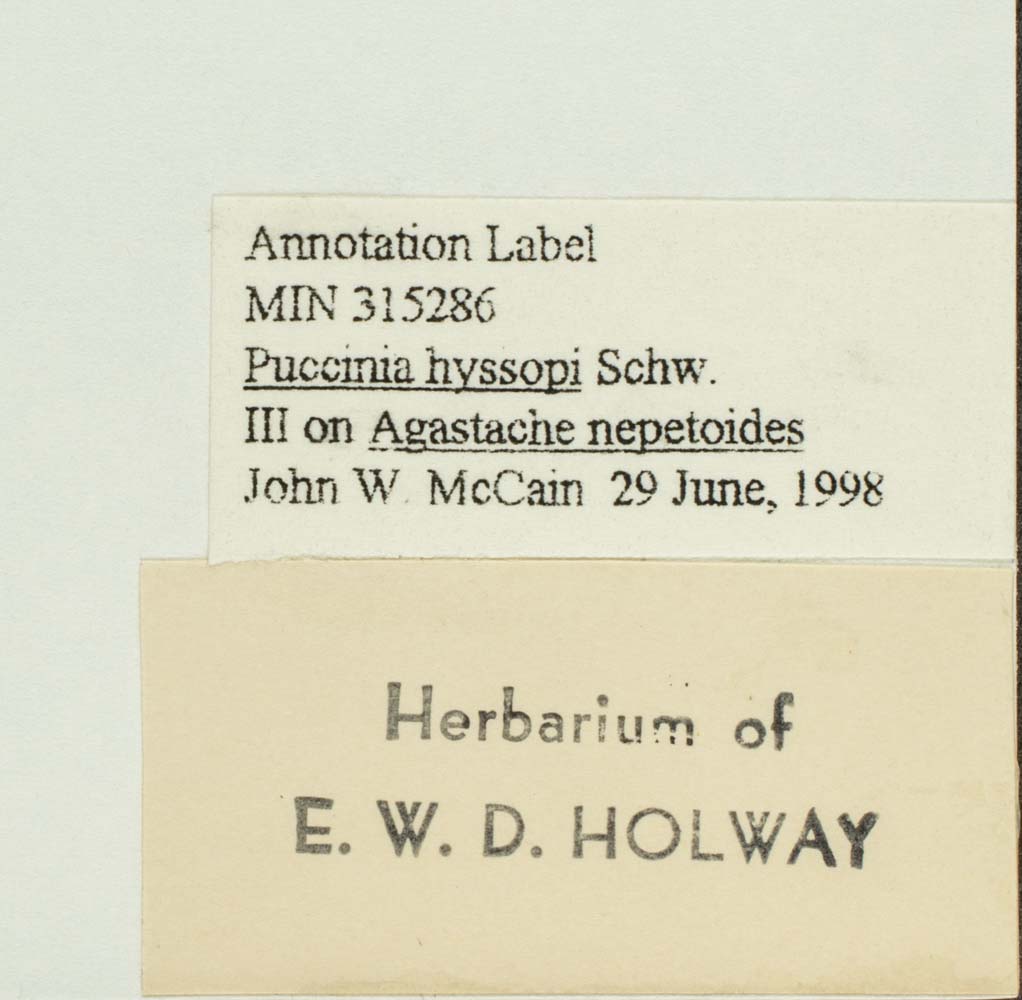 Annotation Label
MIN 315286
Puccinia hyssopi Schw.
III on Agastache nepetoides
John W. McCain 29 June, 1998
Herbarium of
E. W. D. HOLWAY